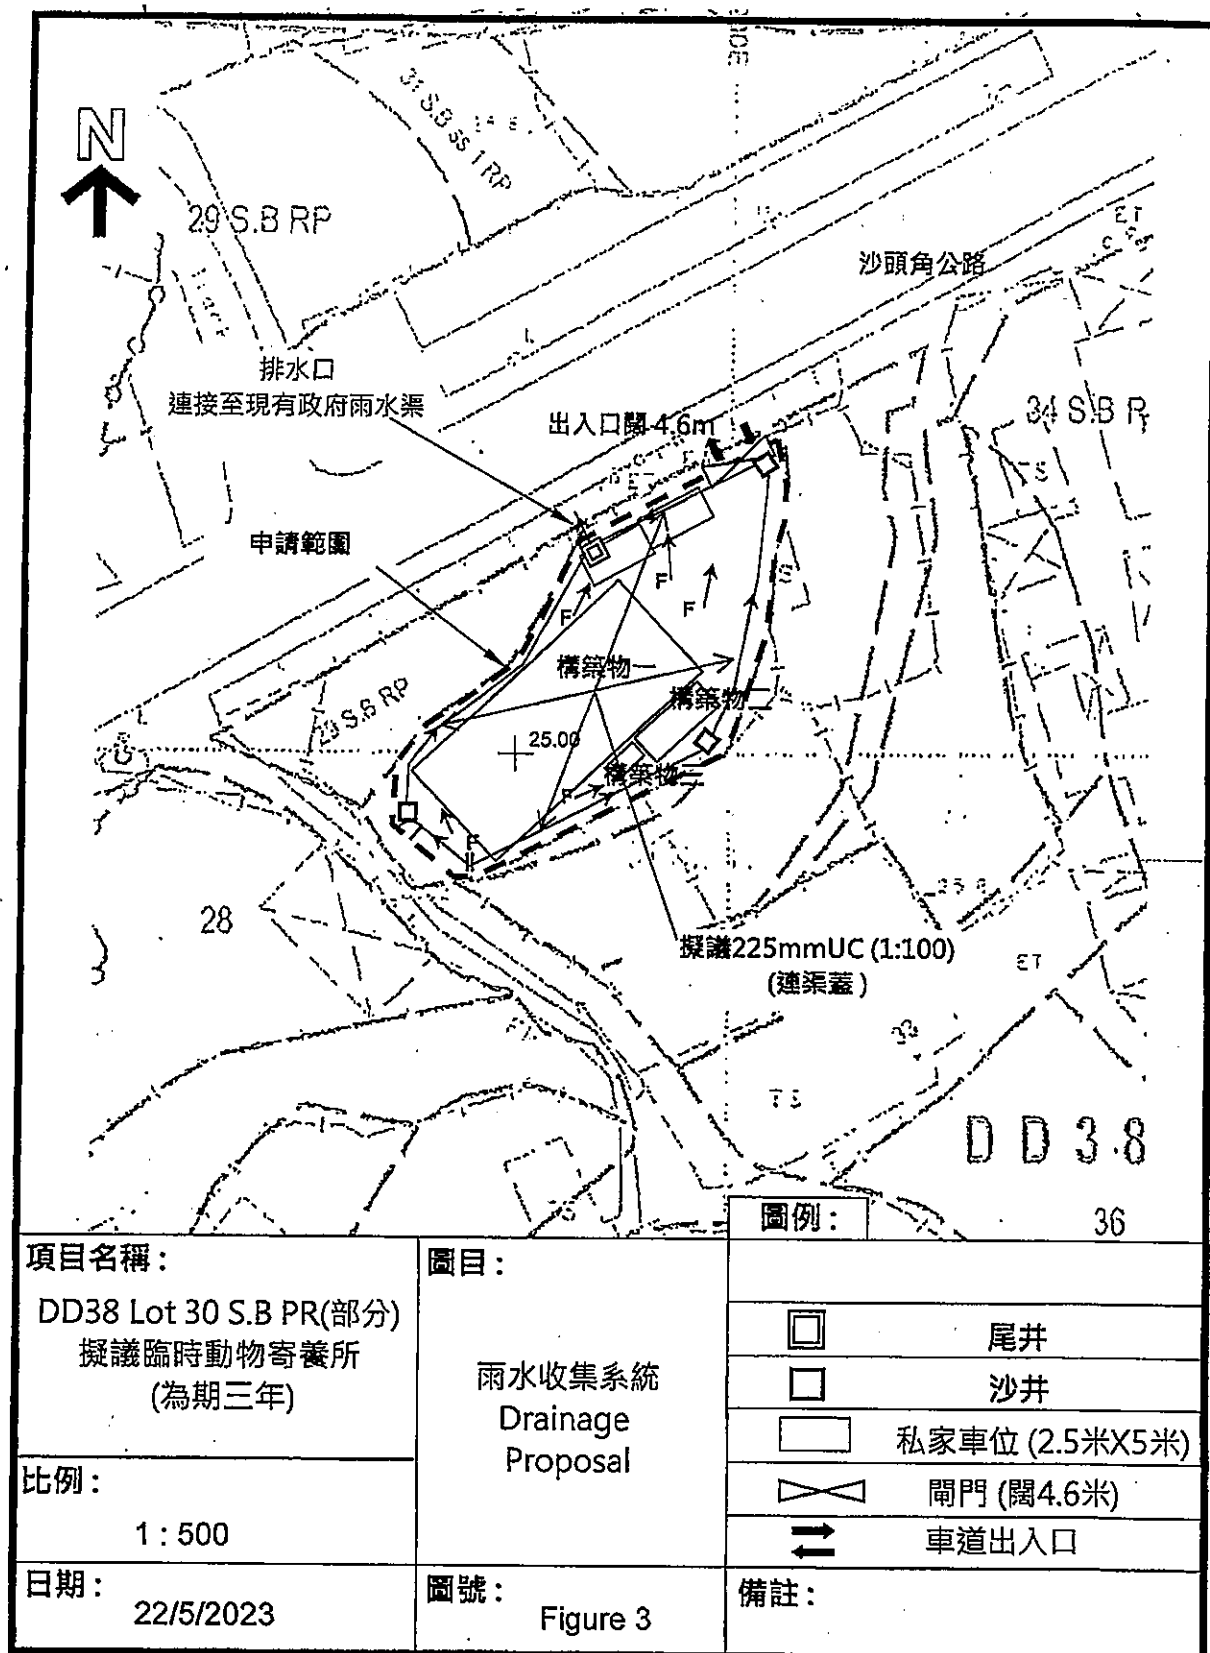 N
300E
31 S.B ss 1 RP
29 S.B RP
沙頭角公路
ET
排水口
連接至現有政府雨水渠
出入口闊4.6m
34 S.B R
TS
申請範圍
F
F
F
構築物一
29 S.B RP
構築物二
25.00
構築物三
F
F
28
擬議225mmUC (1:100)
(連渠蓋)
ET
33
TS
DD 38
36
圖例：
項目名稱：
DD38 Lot 30 S.B PR(部分)
擬議臨時動物寄養所
(為期三年)
圖目：
雨水收集系統
Drainage
Proposal
尾井
沙井
私家車位 (2.5米X5米)
閘門 (闊4.6米)
車道出入口
比例：
1 : 500
日期：
22/5/2023
圖號：
Figure 3
備註：